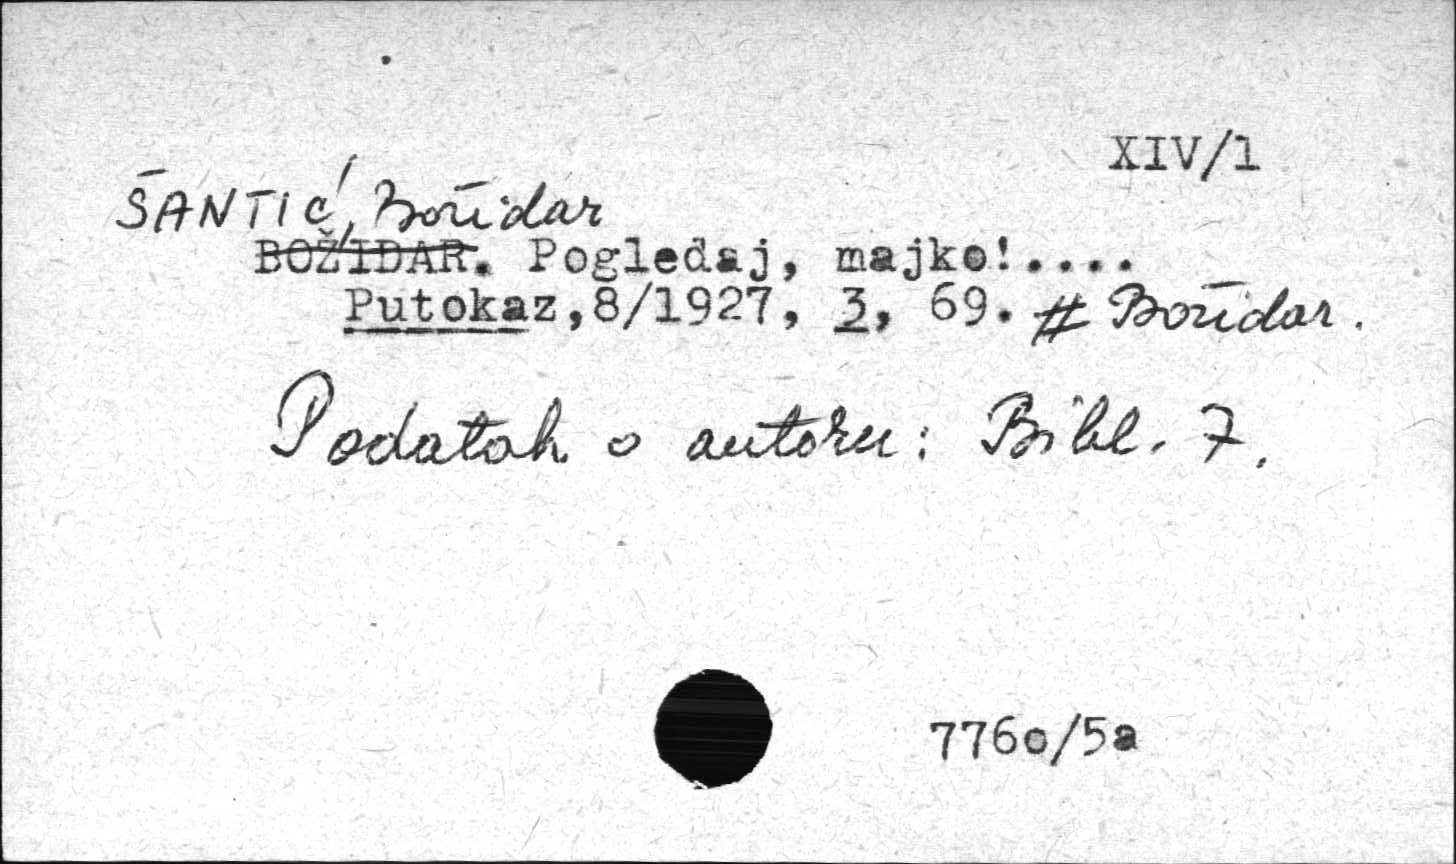 XIV/1
ŠANTIĆ, Božidar
BOŽIDAR. Pogledaj, majko!....
Putokaz,8/1927, 3, 69. # Božidar.
Podatak o autoru: Bibl. 7.
776o/5a